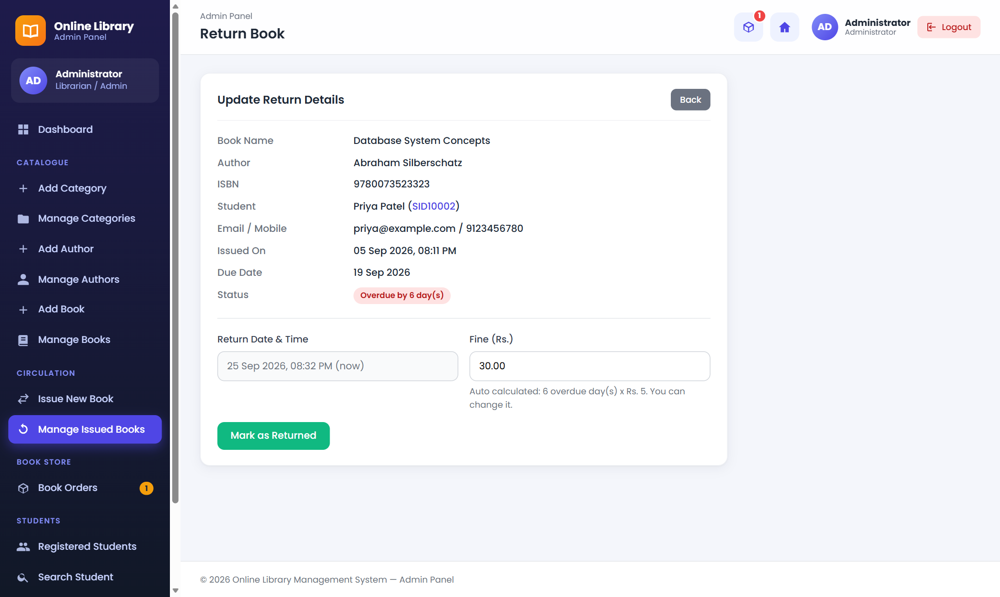 Online Library
Admin Panel
AD
Administrator
Librarian / Admin
Dashboard
CATALOGUE
Add Category
Manage Categories
Add Author
Manage Authors
Add Book
Manage Books
CIRCULATION
Issue New Book
Manage Issued Books
BOOK STORE
Book Orders 1
STUDENTS
Registered Students
Search Student
Admin Panel
Return Book
1
AD
Administrator
Administrator
Logout
Update Return Details
Back
Book Name Database System Concepts
Author Abraham Silberschatz
ISBN 9780073523323
Student Priya Patel (SID10002)
Email / Mobile priya@example.com / 9123456780
Issued On 05 Sep 2026, 08:11 PM
Due Date 19 Sep 2026
Status Overdue by 6 day(s)
Return Date & Time
25 Sep 2026, 08:32 PM (now)
Fine (Rs.)
30.00
Auto calculated: 6 overdue day(s) x Rs. 5. You can
change it.
Mark as Returned
© 2026 Online Library Management System — Admin Panel